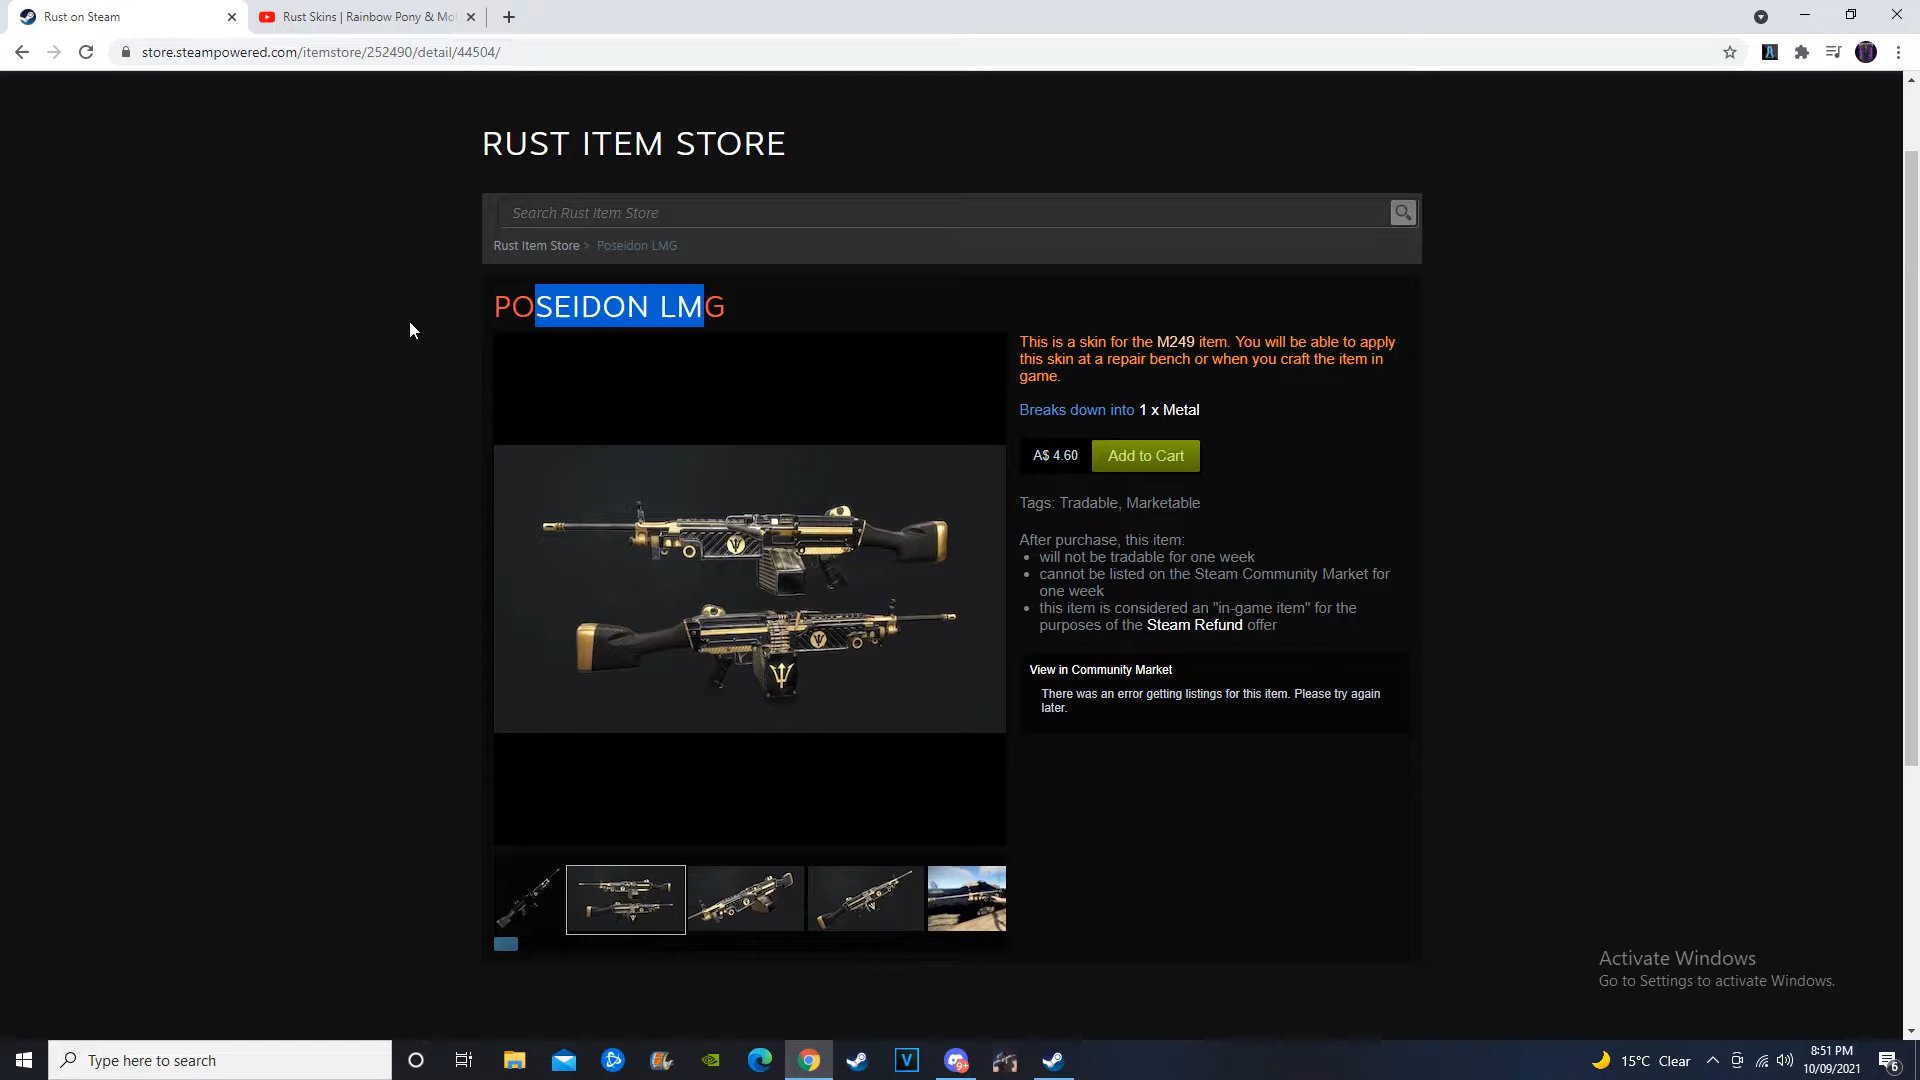 Rust on Steam
Rust Skins | Rainbow Pony & Mo
store.steampowered.com/itemstore/252490/detail/44504/
RUST ITEM STORE
Search Rust Item Store
Rust Item Store > Poseidon LMG
POSEIDON LMG
This is a skin for the M249 item. You will be able to apply
this skin at a repair bench or when you craft the item in
game.
Breaks down into 1 x Metal
A$ 4.60
Add to Cart
Tags: Tradable, Marketable
After purchase, this item:
will not be tradable for one week
cannot be listed on the Steam Community Market for
one week
this item is considered an "in-game item" for the
purposes of the Steam Refund offer
View in Community Market
There was an error getting listings for this item. Please try again
later.
Activate Windows
Go to Settings to activate Windows.
Type here to search
V
9+
15°C Clear
8:51 PM
10/09/2021
6